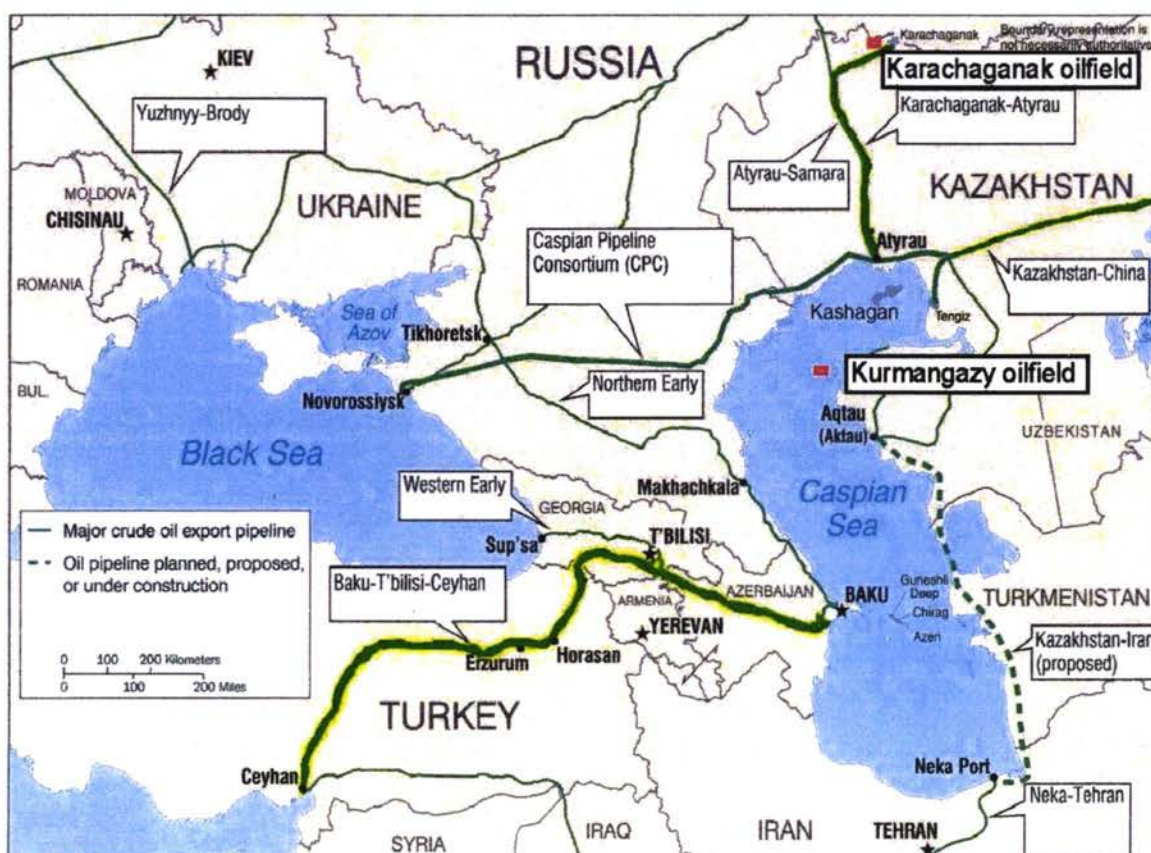 KIEV
RUSSIA
Karachaganak
Boundary representation is
not necessarily authoritative
Karachaganak oilfield
Yuzhnyy-Brody
Karachaganak-Atyrau
Atyrau-Samara
MOLDOVA
CHISINAU
UKRAINE
KAZAKHSTAN
Caspian Pipeline
Consortium (CPC)
Atyrau
ROMANIA
Kazakhstan-China
Sea of
Azov
Kashagan
Tengiz
Tikhoretsk
Kurmangazy oilfield
BUL.
Novorossiysk
Northern Early
Aqtau
(Aktau)
UZBEKISTAN
Black Sea
Western Early
Makhachkala
Caspian
Sea
GEORGIA
Major crude oil export pipeline
Oil pipeline planned, proposed,
or under construction
Sup'sa
T'BILISI
Baku-T'bilisi-Ceyhan
AZERBAIJAN
BAKU
Guneshli
Deep
Chirag
Azeri
TURKMENISTAN
ARMENIA
YEREVAN
Kazakhstan-Iran
(proposed)
0 100 200 Kilometers
0 100 200 Miles
Erzurum
Horasan
TURKEY
Ceyhan
Neka Port
Neka-Tehran
SYRIA
IRAQ
IRAN
TEHRAN